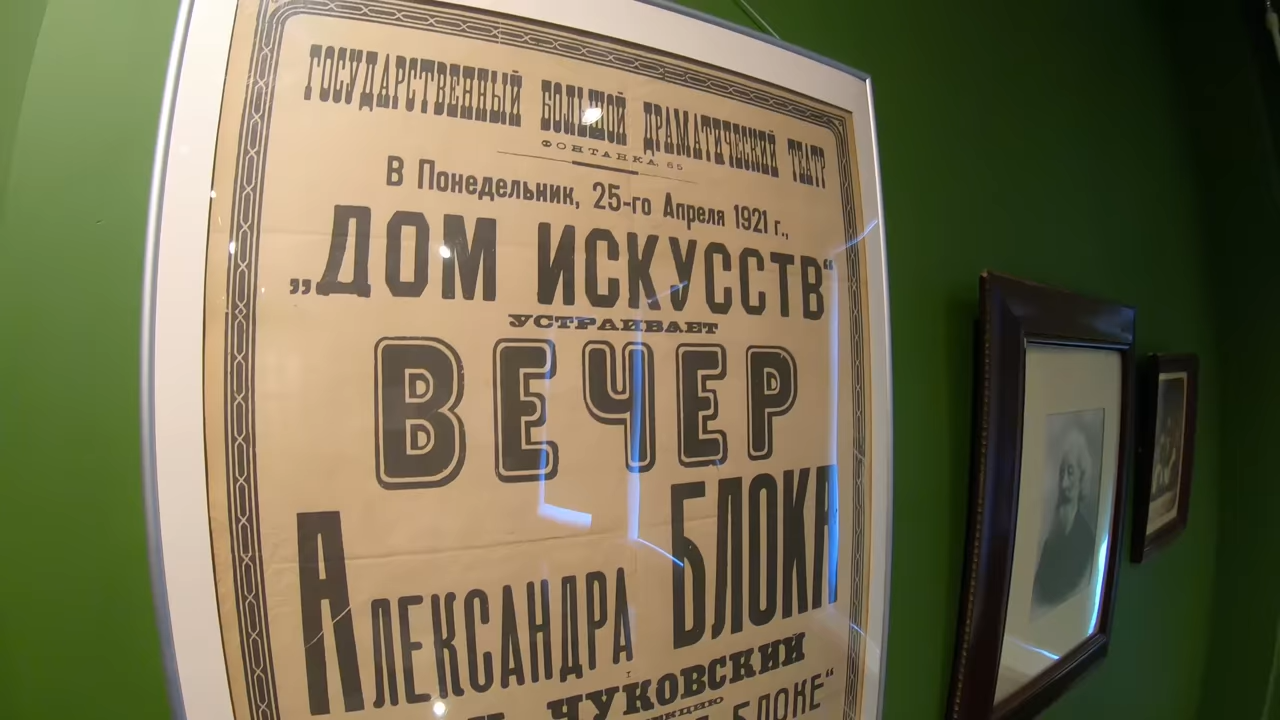 ГОСУДАРСТВЕННЫЙ БОЛЬШОЙ ДРАМАТИЧЕСКИЙ ТЕАТР
ФОНТАНКА, 65
В Понедельник, 25-го Апреля 1921 г.,
„ДОМ ИСКУССТВ“
УСТРАИВАЕТ
ВЕЧЕР
АЛЕКСАНДРА БЛОКА
I
ЧУКОВСКИЙ
БЛОКЕ“